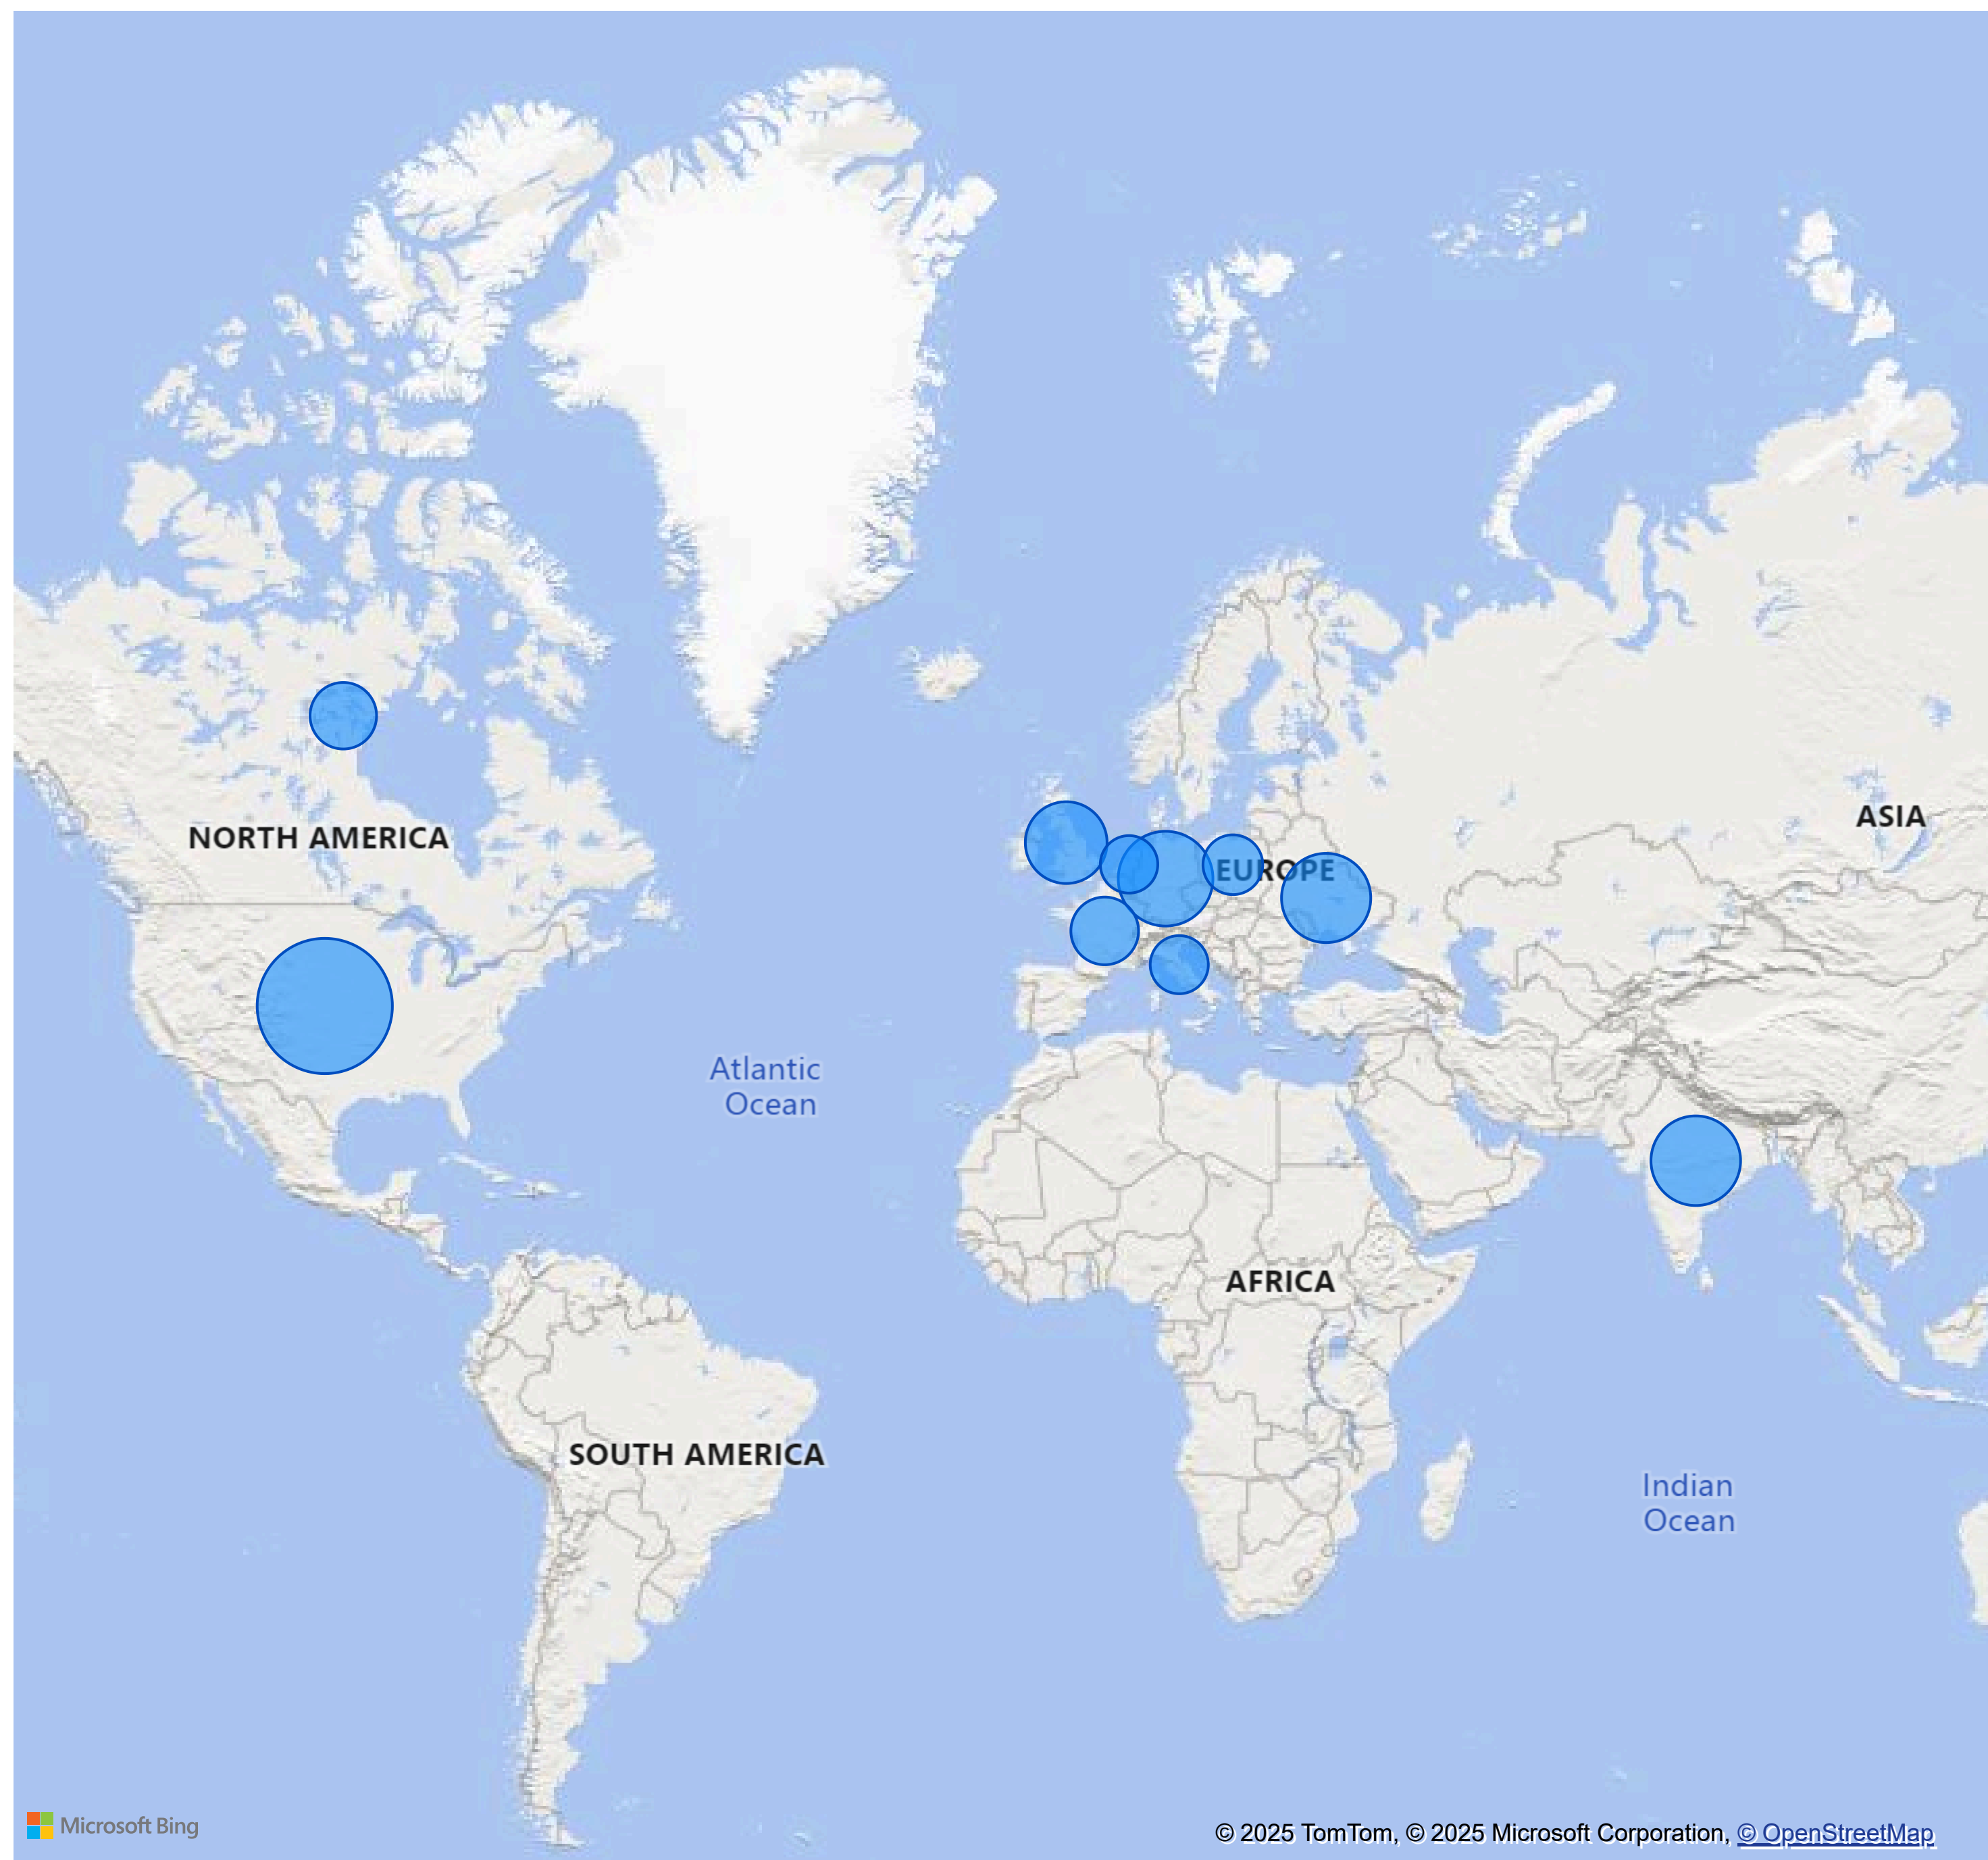 NORTH AMERICA
ASIA
EUROPE
Atlantic
Ocean
AFRICA
SOUTH AMERICA
Indian
Ocean
Microsoft Bing
© 2025 TomTom, © 2025 Microsoft Corporation, © OpenStreetMap